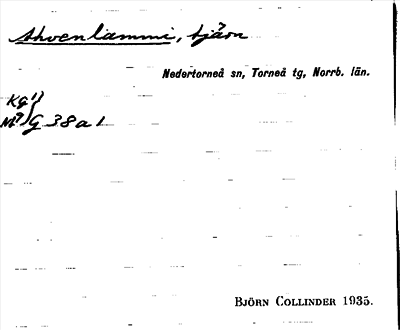 Ahvenlammi, tjärn
Nedertorneå sn, Torneå tg, Norrb. län.
Kg
G 38 a 1
BJÖRN COLLINDER 1935.